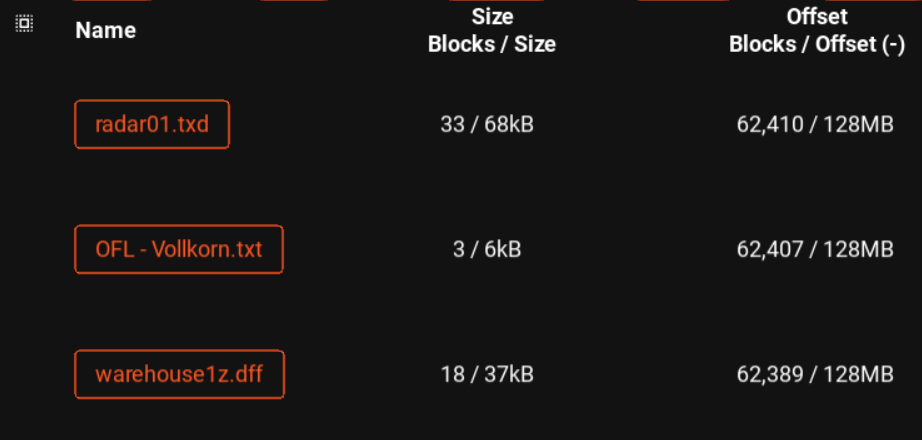 Name
Size
Blocks / Size
Offset
Blocks / Offset (-)
radar01.txd 33 / 68kB 62,410 / 128MB
OFL - Vollkorn.txt 3 / 6kB 62,407 / 128MB
warehouse1z.dff 18 / 37kB 62,389 / 128MB